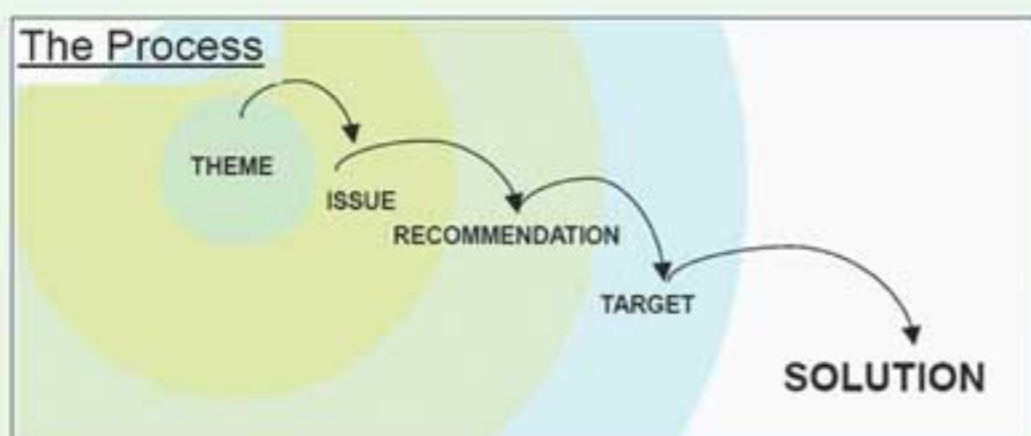 The Process
THEME
ISSUE
RECOMMENDATION
TARGET
SOLUTION